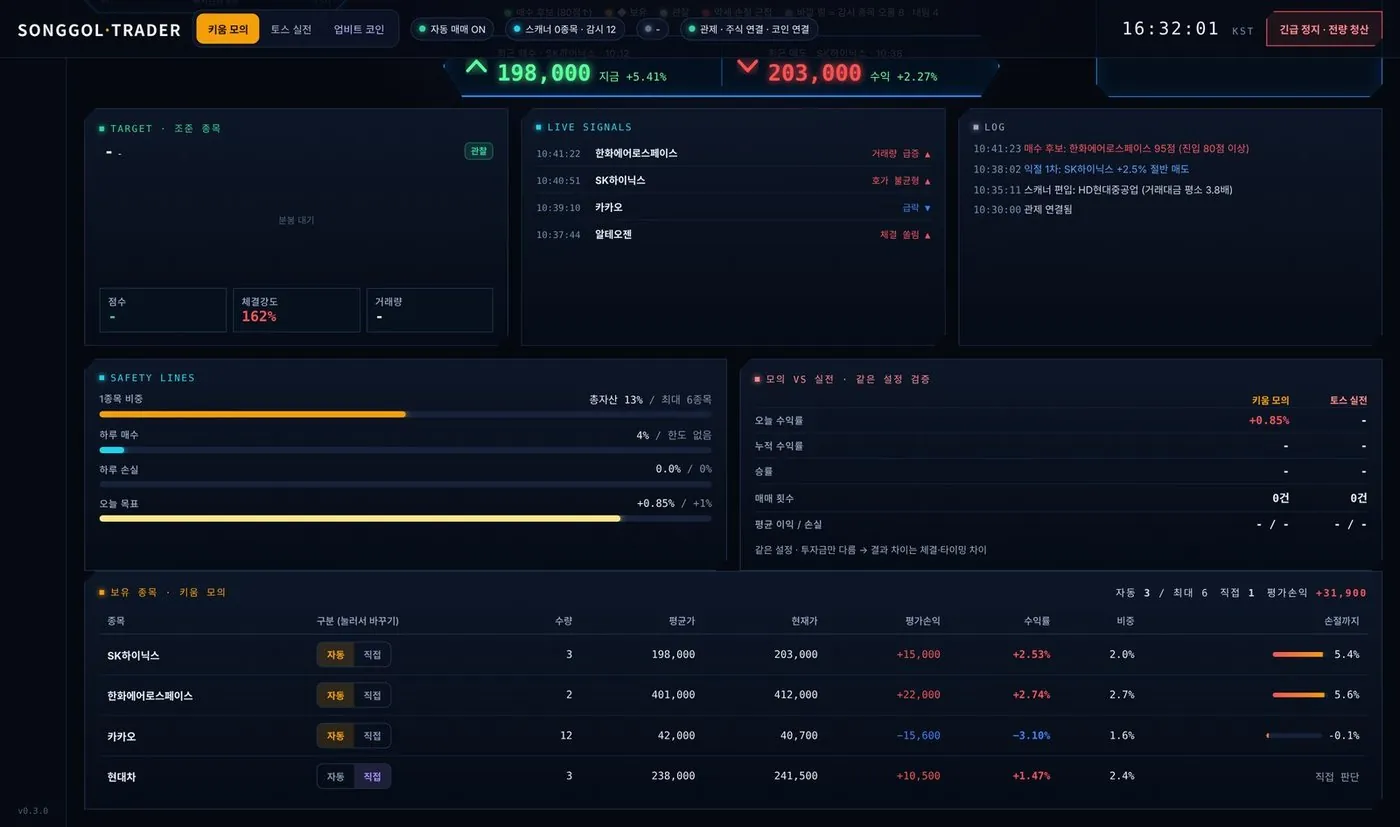 SONGGOL·TRADER 키움 모의 토스 실전 업비트 코인 자동 매매 ON 스캐너 0종목 · 감시 12 - 관제 · 주식 연결 · 코인 연결 16:32:01 KST 긴급 정지 · 전량 청산
198,000 지금 +5.41% 203,000 수익 +2.27%
TARGET · 조준 종목
- -
관찰
분봉 대기
점수 체결강도 거래량
- 162% -
LIVE SIGNALS
10:41:22 한화에어로스페이스 거래량 급증 ▲
10:40:51 SK하이닉스 호가 불균형 ▲
10:39:10 카카오 급락 ▼
10:37:44 알테오젠 체결 쏠림 ▲
LOG
10:41:23 매수 후보: 한화에어로스페이스 95점 (진입 80점 이상)
10:38:02 익절 1차: SK하이닉스 +2.5% 절반 매도
10:35:11 스캐너 편입: HD현대중공업 (거래대금 평소 3.8배)
10:30:00 관제 연결됨
SAFETY LINES
1종목 비중 총자산 13% / 최대 6종목
하루 매수 4% / 한도 없음
하루 손실 0.0% / 0%
오늘 목표 +0.85% / +1%
모의 VS 실전 · 같은 설정 검증
키움 모의 토스 실전
오늘 수익률 +0.85% -
누적 수익률 - -
승률 - -
매매 횟수 0건 0건
평균 이익 / 손실 - / - - / -
같은 설정 · 투자금만 다름 → 결과 차이는 체결·타이밍 차이
보유 종목 · 키움 모의 자동 3 / 최대 6 직접 1 평가손익 +31,900
종목 구분 (눌러서 바꾸기) 수량 평균가 현재가 평가손익 수익률 비중 손절까지
SK하이닉스 자동 직접 3 198,000 203,000 +15,000 +2.53% 2.0% 5.4%
한화에어로스페이스 자동 직접 2 401,000 412,000 +22,000 +2.74% 2.7% 5.6%
카카오 자동 직접 12 42,000 40,700 -15,600 -3.10% 1.6% -0.1%
현대차 자동 직접 3 238,000 241,500 +10,500 +1.47% 2.4% 직접 판단
v0.3.0